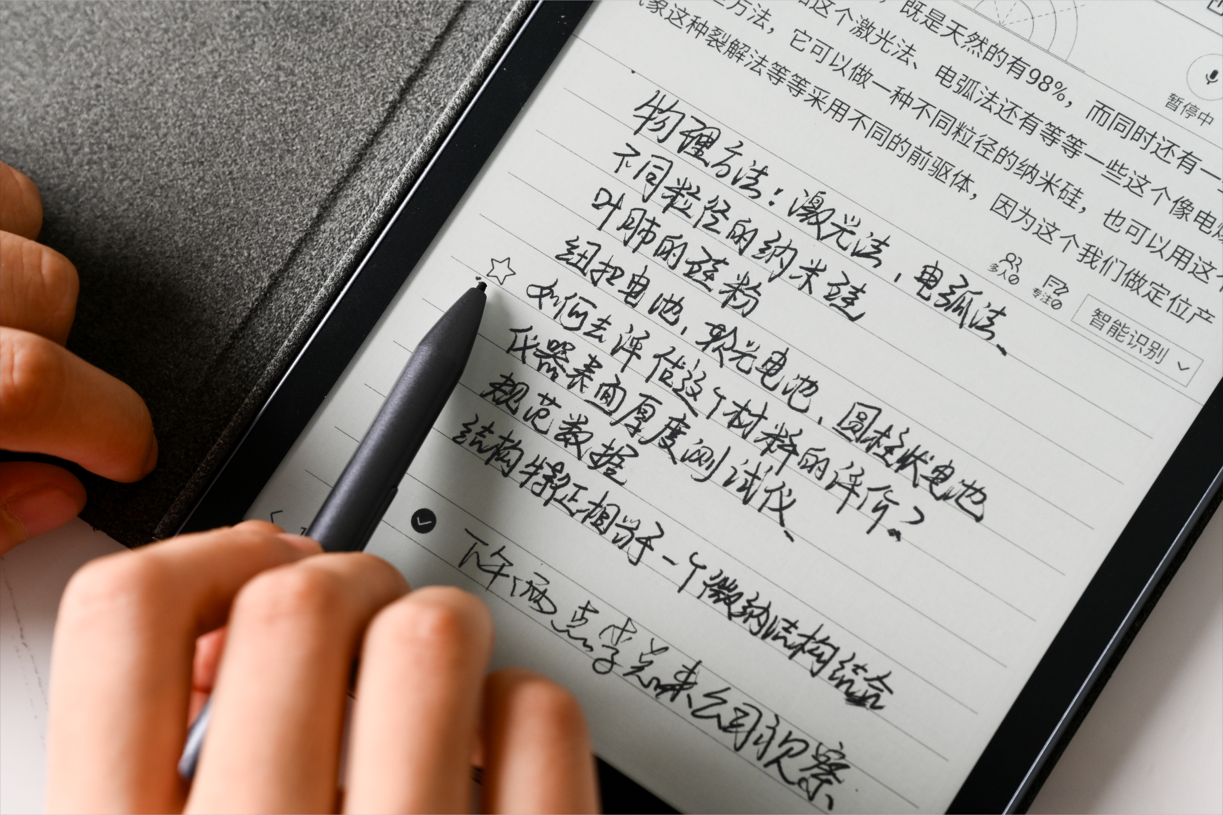 既是天然的有98%，而同时还有一
这个激光法、电弧法还有等等一些这个像电
方法，它可以做一种不同粒径的纳米硅，也可以用这
象这种裂解法等等采用不同的前驱体，因为这个我们做定位产
暂停中
多人
专注
智能识别
物理方法：激光法、电弧法、
不同粒径的纳米硅
的硅粉
纽扣电池、软光电池、圆柱状电池
如何去评估这个材料的评价？
仪器表面厚度测试仪、
规范数据
结构特征相当于一个微纳结构结合
下午两点李总来公司视察